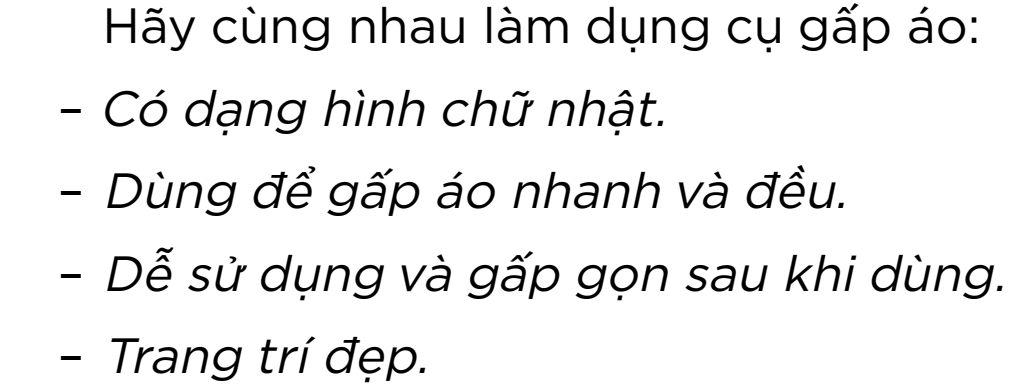 Hãy cùng nhau làm dụng cụ gấp áo:
– Có dạng hình chữ nhật.
– Dùng để gấp áo nhanh và đều.
– Dễ sử dụng và gấp gọn sau khi dùng.
– Trang trí đẹp.